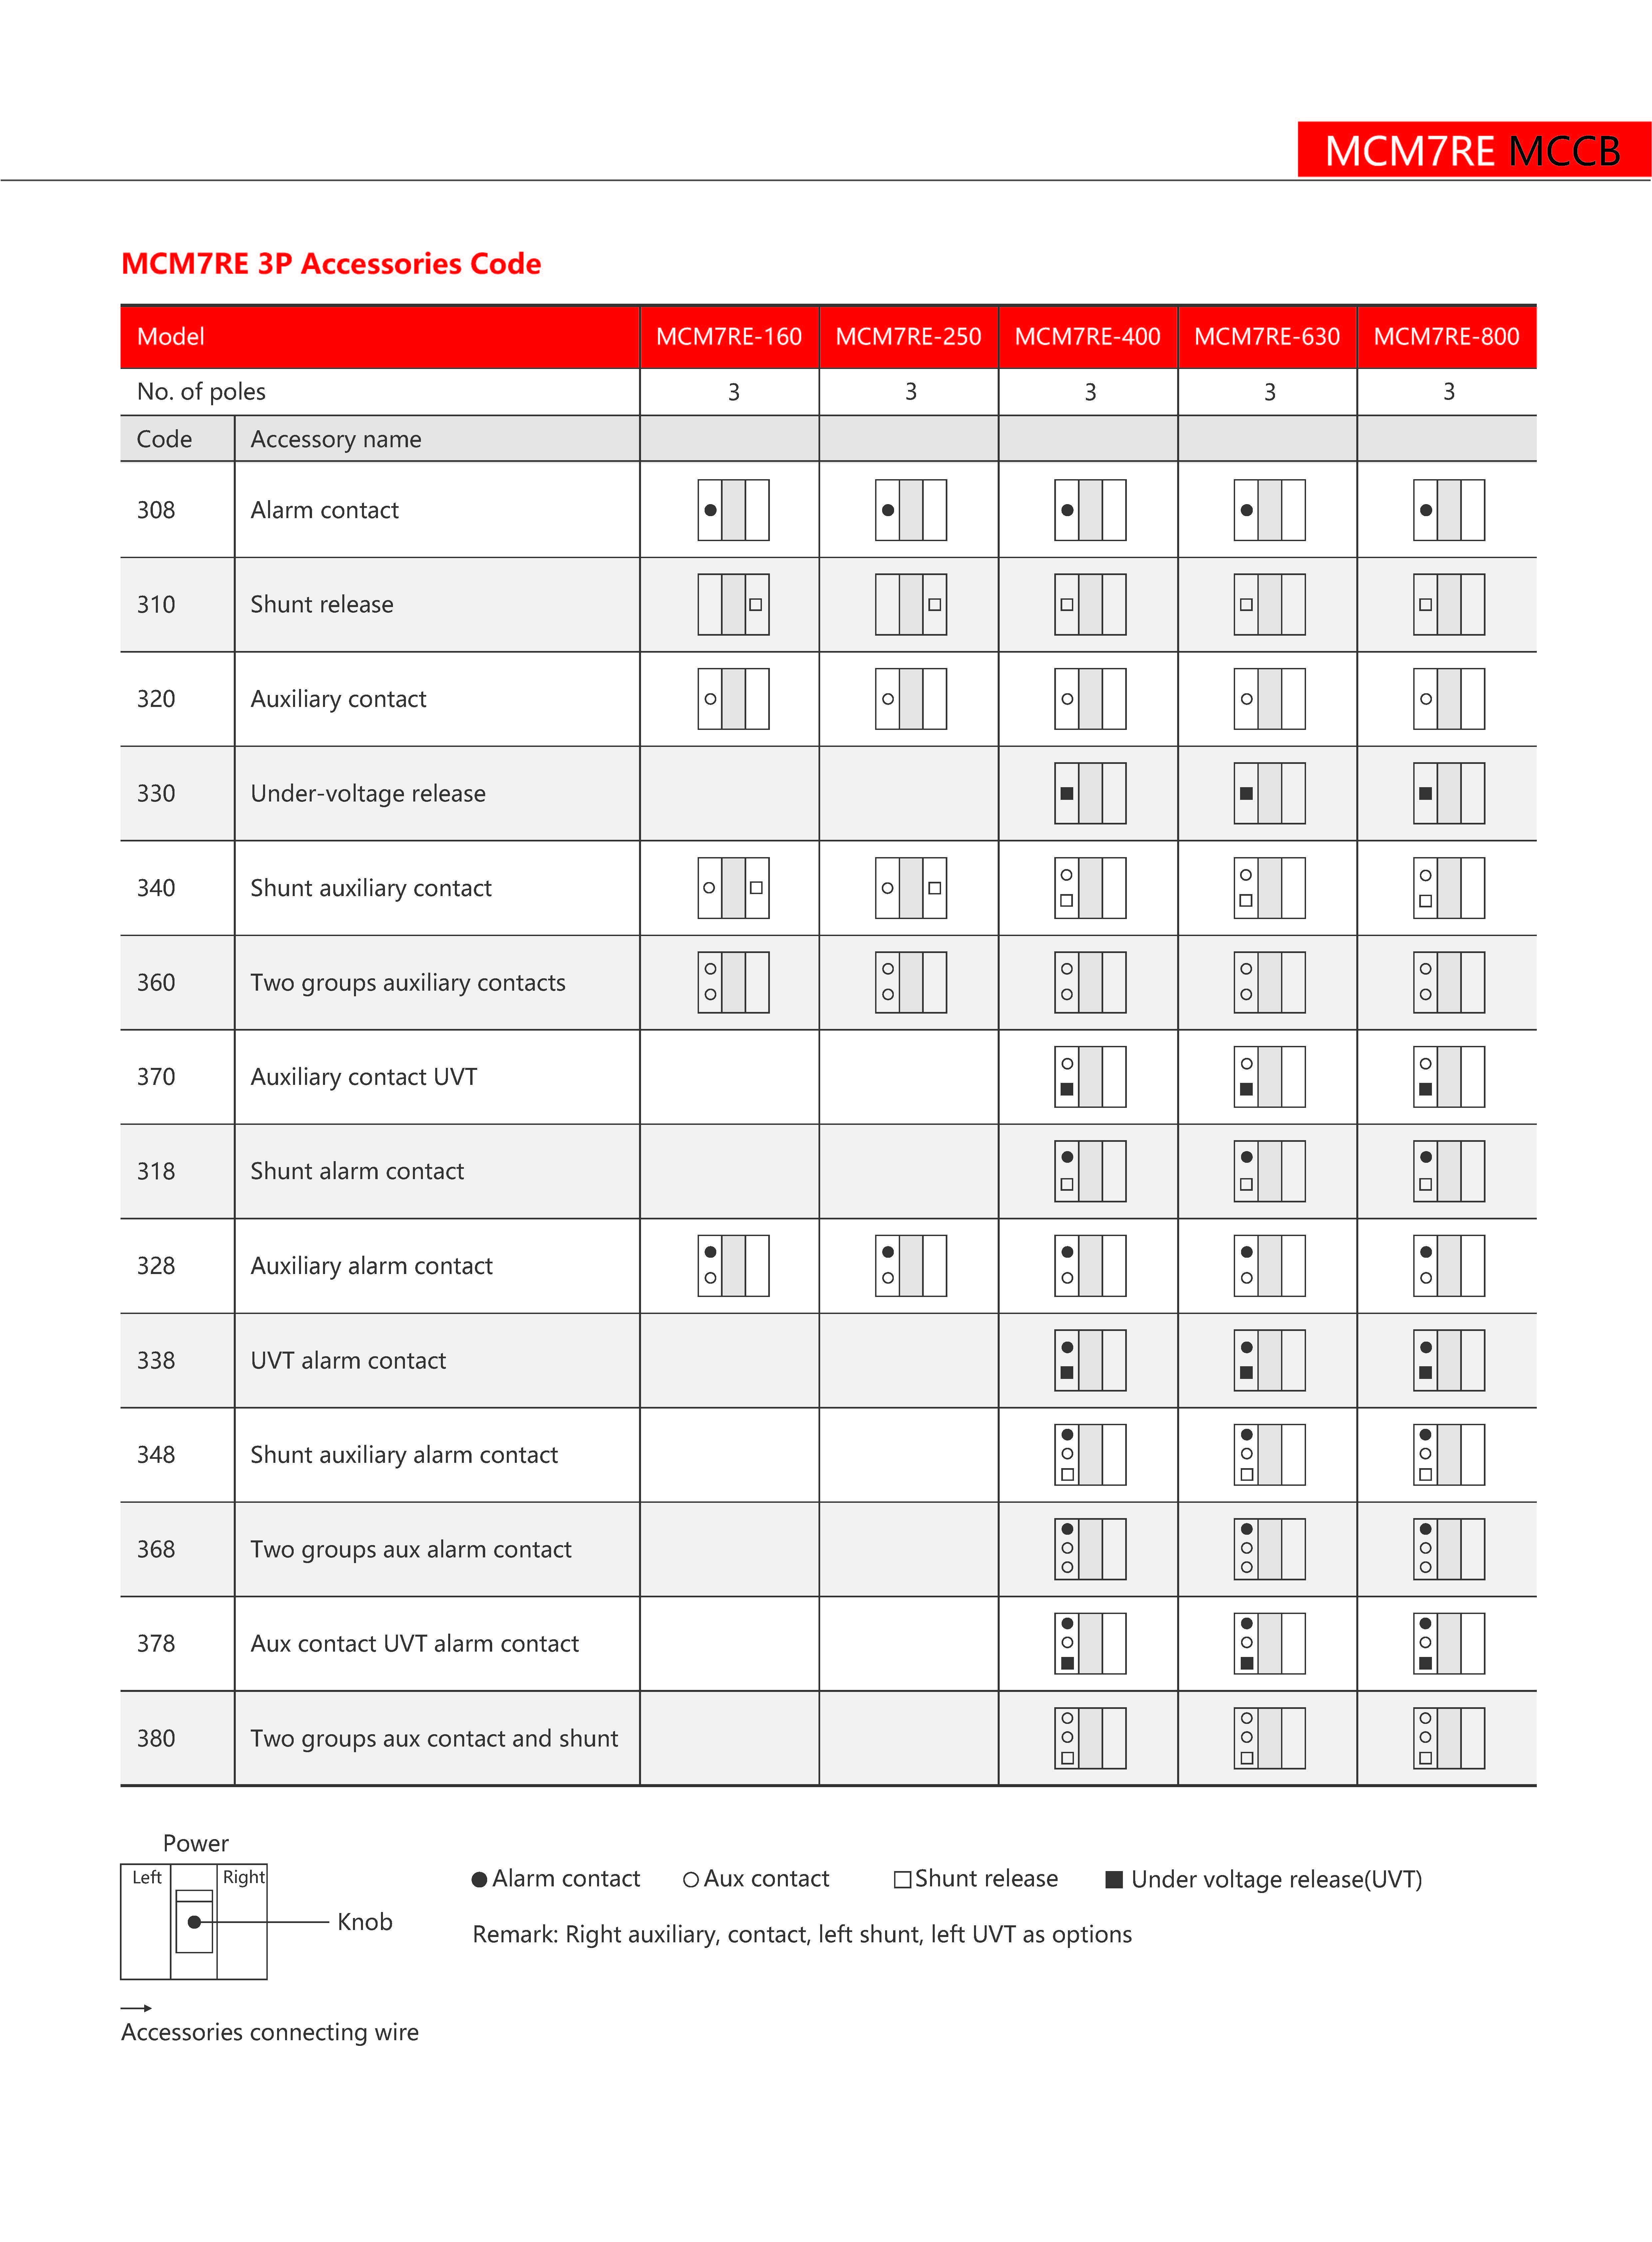 MCM7RE MCCB
MCM7RE 3P Accessories Code
Model MCM7RE-160 MCM7RE-250 MCM7RE-400 MCM7RE-630 MCM7RE-800
No. of poles 3 3 3 3 3
Code Accessory name
308 Alarm contact
310 Shunt release
320 Auxiliary contact
330 Under-voltage release
340 Shunt auxiliary contact
360 Two groups auxiliary contacts
370 Auxiliary contact UVT
318 Shunt alarm contact
328 Auxiliary alarm contact
338 UVT alarm contact
348 Shunt auxiliary alarm contact
368 Two groups aux alarm contact
378 Aux contact UVT alarm contact
380 Two groups aux contact and shunt
Power
Left Right
Knob
Accessories connecting wire
Alarm contact Aux contact Shunt release Under voltage release(UVT)
Remark: Right auxiliary, contact, left shunt, left UVT as options